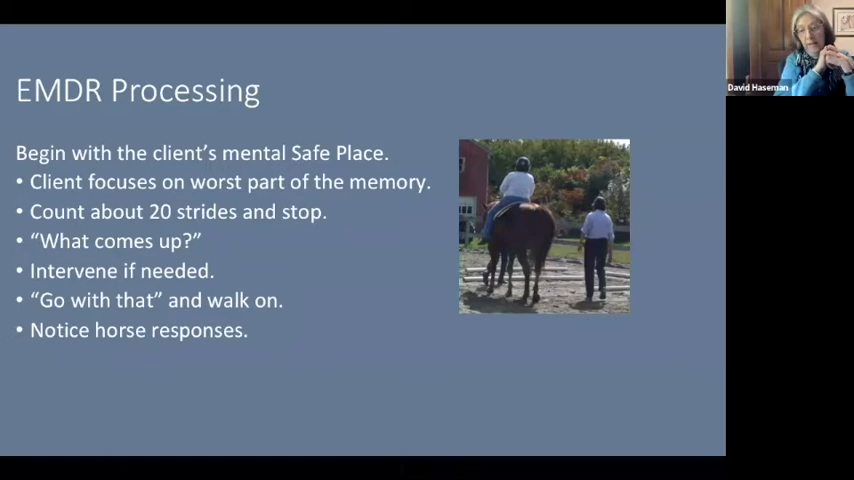 EMDR Processing
Begin with the client's mental Safe Place.
• Client focuses on worst part of the memory.
• Count about 20 strides and stop.
• “What comes up?”
• Intervene if needed.
• “Go with that” and walk on.
• Notice horse responses.
David Haseman